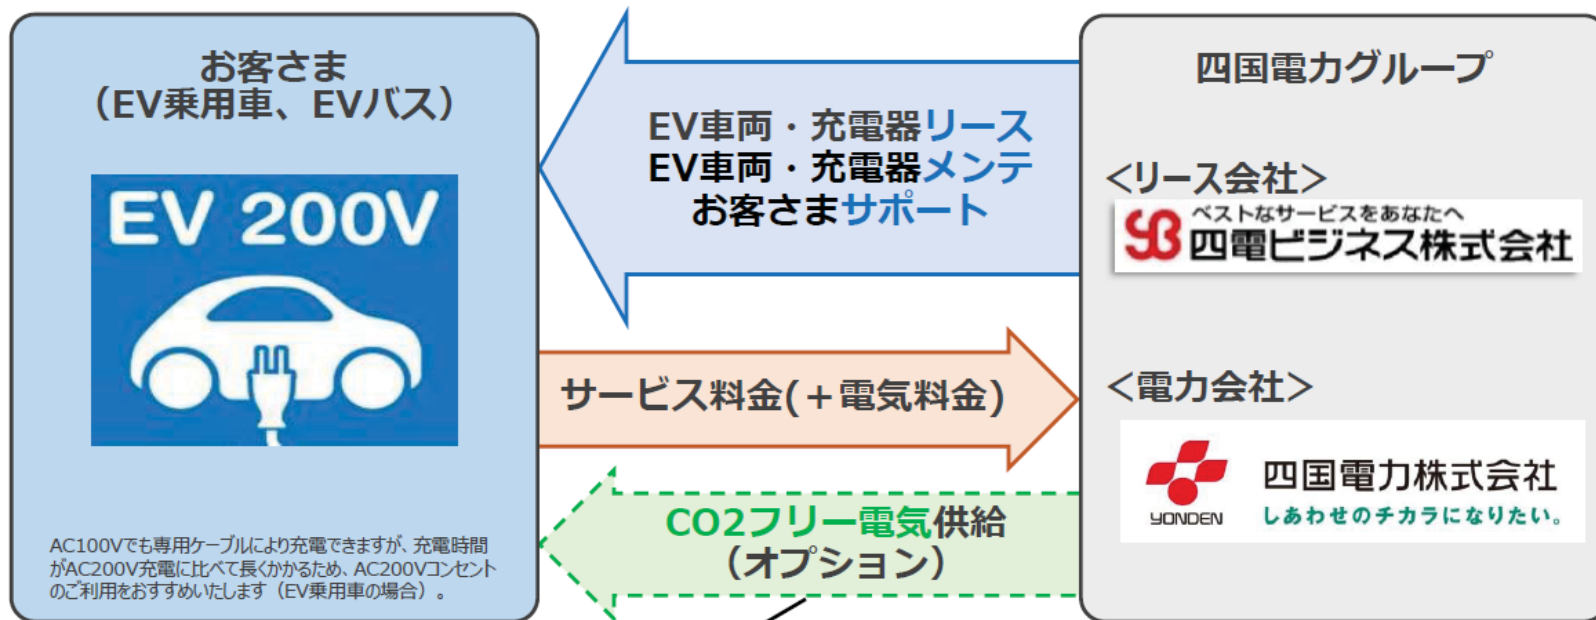 お客さま
（EV乗用車、EVバス）
EV 200V
AC100Vでも専用ケーブルにより充電できますが、充電時間
がAC200V充電に比べて長くかかるため、AC200Vコンセント
のご利用をおすすめいたします（EV乗用車の場合）。
EV車両・充電器リース
EV車両・充電器メンテ
お客さまサポート
サービス料金(＋電気料金)
CO2フリー電気供給
（オプション）
四国電力グループ
＜リース会社＞
ベストなサービスをあなたへ
四電ビジネス株式会社
＜電力会社＞
YONDEN
四国電力株式会社
しあわせのチカラになりたい。